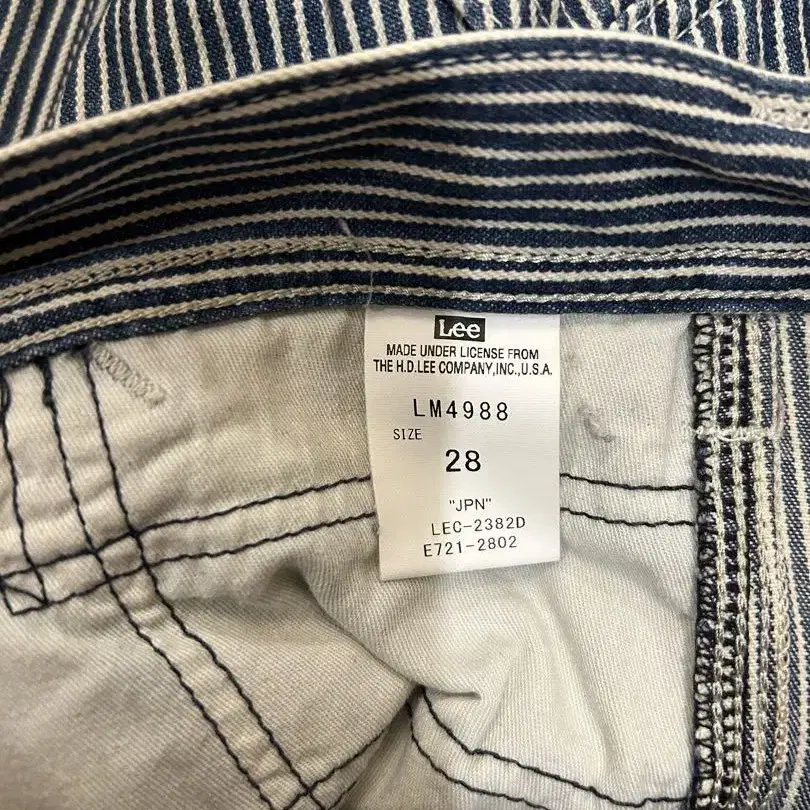 Lee
MADE UNDER LICENSE FROM
THE H.D.LEE COMPANY,INC.,U.S.A.
LM4988
SIZE
28
"JPN"
LEC-2382D
E721-2802